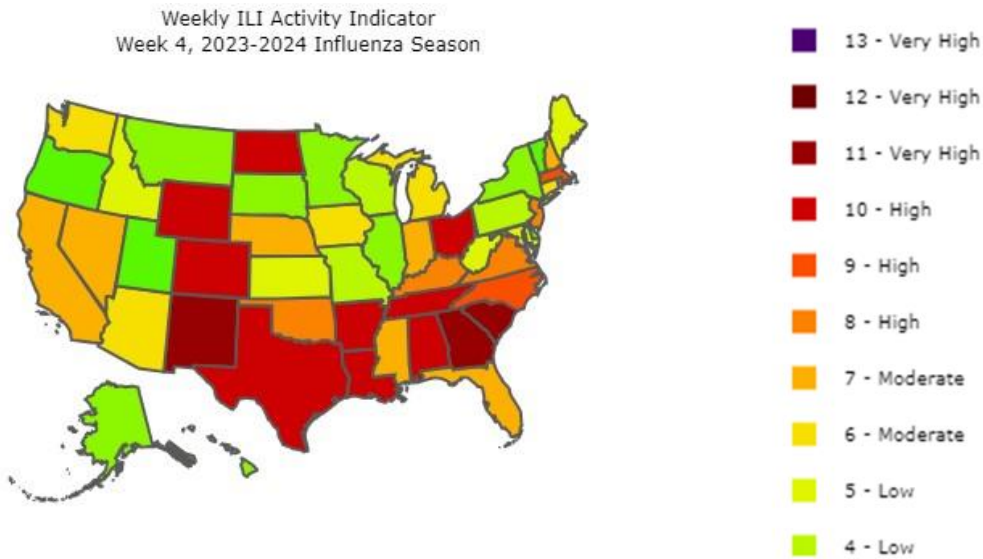 Weekly ILI Activity Indicator
Week 4, 2023-2024 Influenza Season
13 - Very High
12 - Very High
11 - Very High
10 - High
9 - High
8 - High
7 - Moderate
6 - Moderate
5 - Low
4 - Low